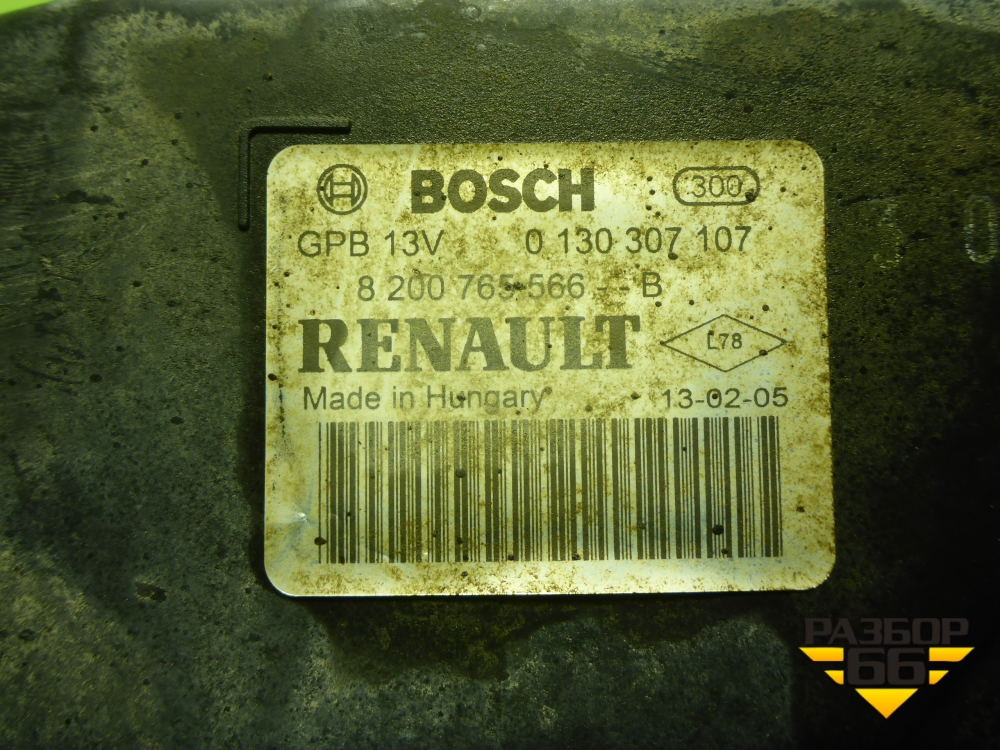 BOSCH 300
GPB 13V 0 130 307 107
8 200 765 566 - - B
RENAULT L78
Made in Hungary 13-02-05
0
РАЗБОР
66